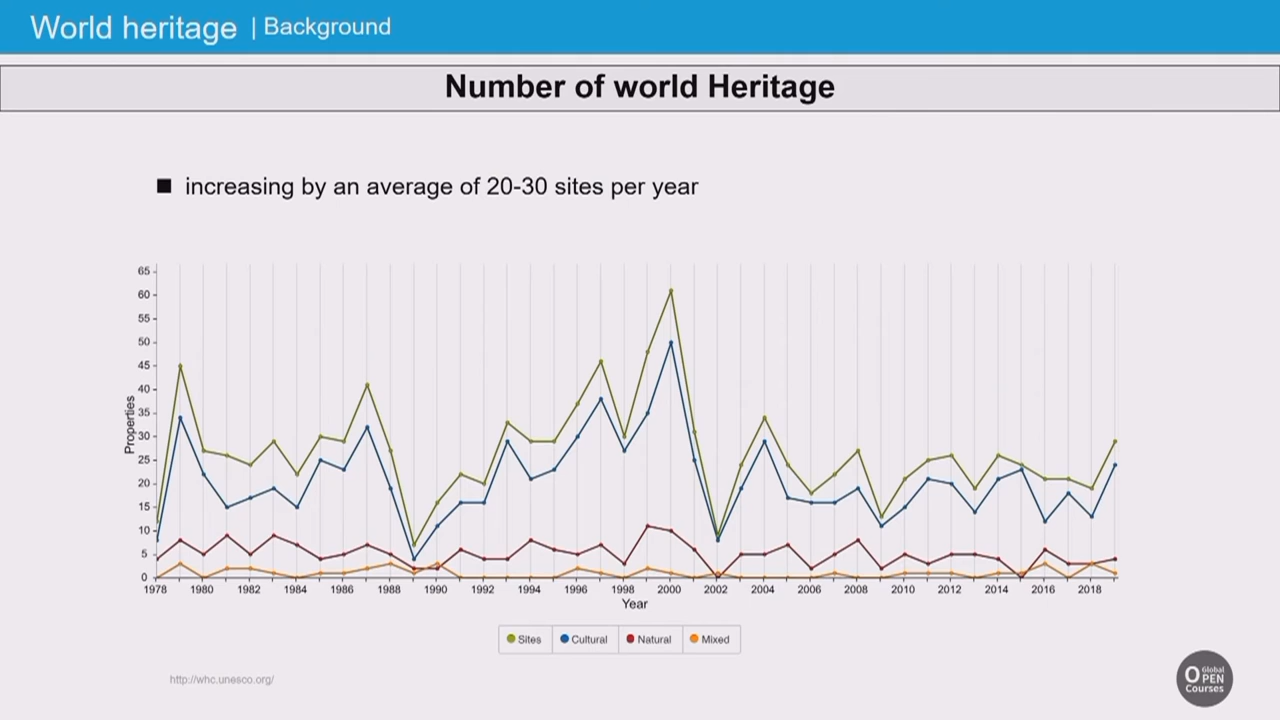 World heritage | Background
Number of world Heritage
■ increasing by an average of 20-30 sites per year
65
60
55
50
45
40
35
30
25
20
15
10
5
0
Properties
1978 1980 1982 1984 1986 1988 1990 1992 1994 1996 1998 2000 2002 2004 2006 2008 2010 2012 2014 2016 2018
Year
Sites Cultural Natural Mixed
http://whc.unesco.org/
Global
OPEN
Courses